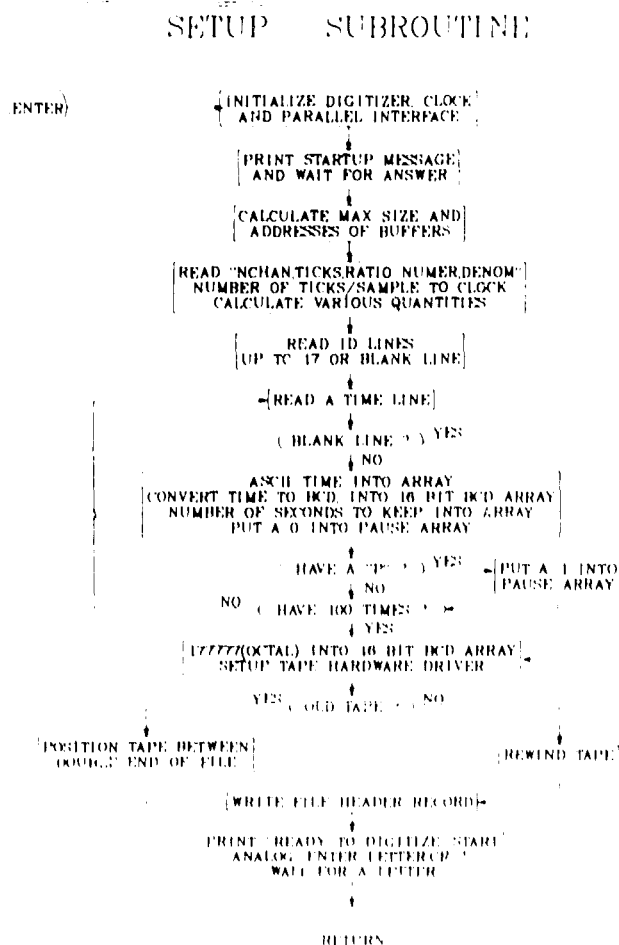 SETUP SUBROUTINE
ENTER)
[INITIALIZE DIGITIZER, CLOCK
AND PARALLEL INTERFACE]
[PRINT STARTUP MESSAGE]
AND WAIT FOR ANSWER
[CALCULATE MAX SIZE AND
ADDRESSES OF BUFFERS]
READ "NCHAN,TICKS,RATIO NUMER,DENOM"
NUMBER OF TICKS/SAMPLE TO CLOCK
CALCULATE VARIOUS QUANTITIES
READ ID LINES
[UP TO 17 OR BLANK LINE]
[READ A TIME LINE]
( BLANK LINE ? ) YES
NO
ASCII TIME INTO ARRAY
CONVERT TIME TO BCD, INTO 16 BIT BCD ARRAY
NUMBER OF SECONDS TO KEEP INTO ARRAY
PUT A 0 INTO PAUSE ARRAY
( HAVE A "P" ? ) YES
[PUT A 1 INTO
PAUSE ARRAY
NO
NO ( HAVE 100 TIMES ? )
YES
[177777(OCTAL) INTO 16 BIT BCD ARRAY]
SETUP TAPE HARDWARE DRIVER
YES ( OLD TAPE ? ) NO
[POSITION TAPE BETWEEN]
END OF FILE
[REWIND TAPE]
[WRITE FILE HEADER RECORD]
PRINT "READY TO DIGITIZE START
ANALOG ENTER LETTER,CR"
WAIT FOR A LETTER
RETURN